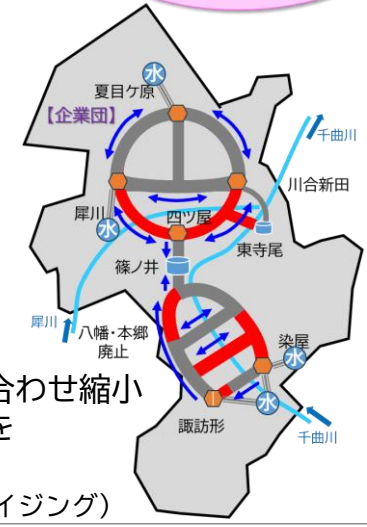 水
夏目ケ原
【企業団】
千曲川
川合新田
犀川
水
四ツ屋
東寺尾
篠ノ井
犀川
八幡・本郷
廃止
染屋
水
合わせ縮小
を
水
諏訪形
千曲川
イジング）